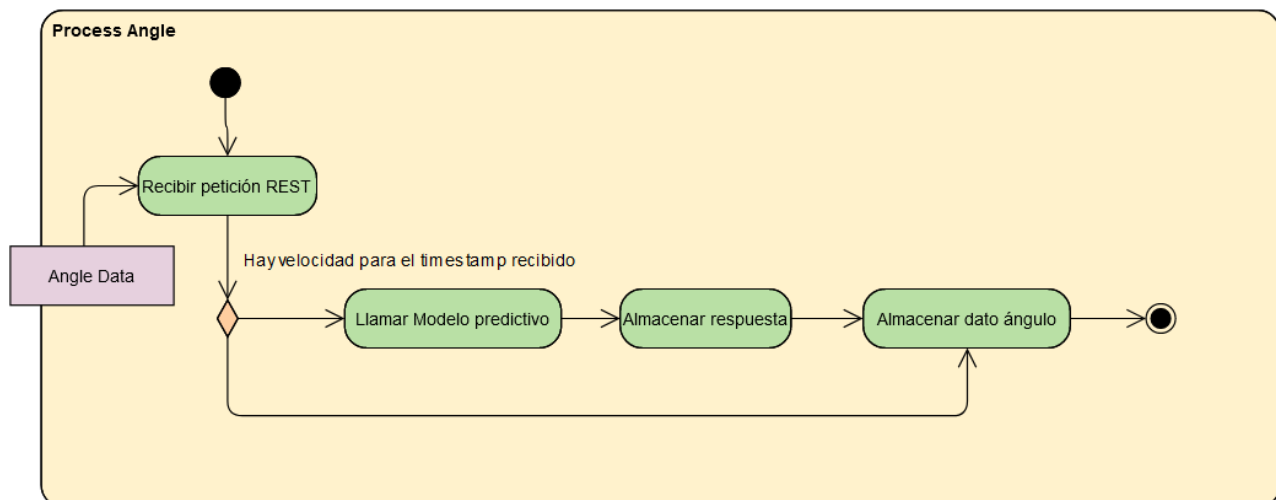 Process Angle
Recibir petición REST
Angle Data
Hay velocidad para el timestamp recibido
Llamar Modelo predictivo
Almacenar respuesta
Almacenar dato ángulo